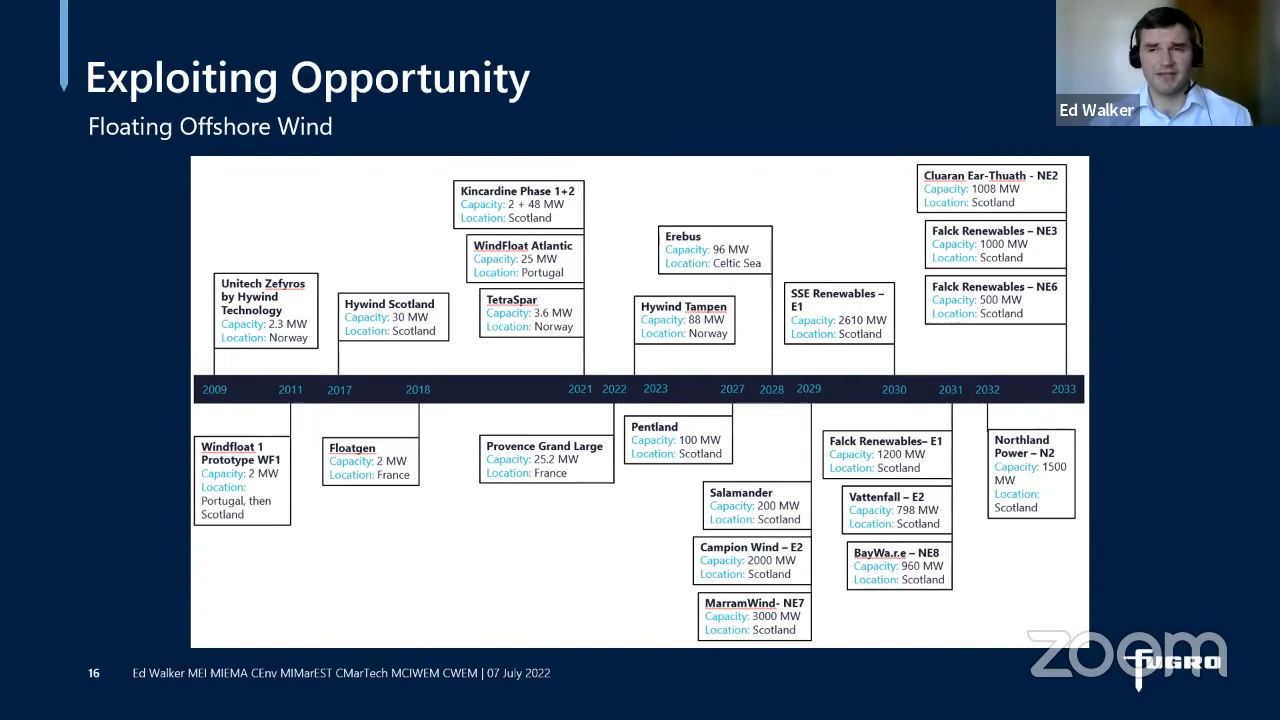 Exploiting Opportunity
Floating Offshore Wind
Ed Walker
Unitech Zefyros
by Hywind
Technology
Capacity: 2.3 MW
Location: Norway
Hywind Scotland
Capacity: 30 MW
Location: Scotland
Kincardine Phase 1+2
Capacity: 2 + 48 MW
Location: Scotland
WindFloat Atlantic
Capacity: 25 MW
Location: Portugal
TetraSpar
Capacity: 3.6 MW
Location: Norway
Erebus
Capacity: 96 MW
Location: Celtic Sea
Hywind Tampen
Capacity: 88 MW
Location: Norway
SSE Renewables –
E1
Capacity: 2610 MW
Location: Scotland
Cluaran Ear-Thuath - NE2
Capacity: 1008 MW
Location: Scotland
Falck Renewables – NE3
Capacity: 1000 MW
Location: Scotland
Falck Renewables – NE6
Capacity: 500 MW
Location: Scotland
2009 2011 2017 2018 2021 2022 2023 2027 2028 2029 2030 2031 2032 2033
Windfloat 1
Prototype WF1
Capacity: 2 MW
Location:
Portugal, then
Scotland
Floatgen
Capacity: 2 MW
Location: France
Provence Grand Large
Capacity: 25.2 MW
Location: France
Pentland
Capacity: 100 MW
Location: Scotland
Salamander
Capacity: 200 MW
Location: Scotland
Campion Wind – E2
Capacity: 2000 MW
Location: Scotland
MarramWind- NE7
Capacity: 3000 MW
Location: Scotland
Falck Renewables– E1
Capacity: 1200 MW
Location: Scotland
Vattenfall – E2
Capacity: 798 MW
Location: Scotland
BayWa.r.e – NE8
Capacity: 960 MW
Location: Scotland
Northland
Power – N2
Capacity: 1500
MW
Location:
Scotland
16 Ed Walker MEI MIEMA CEnv MIMarEST CMarTech MCIWEM CWEM | 07 July 2022
zoom
fugro